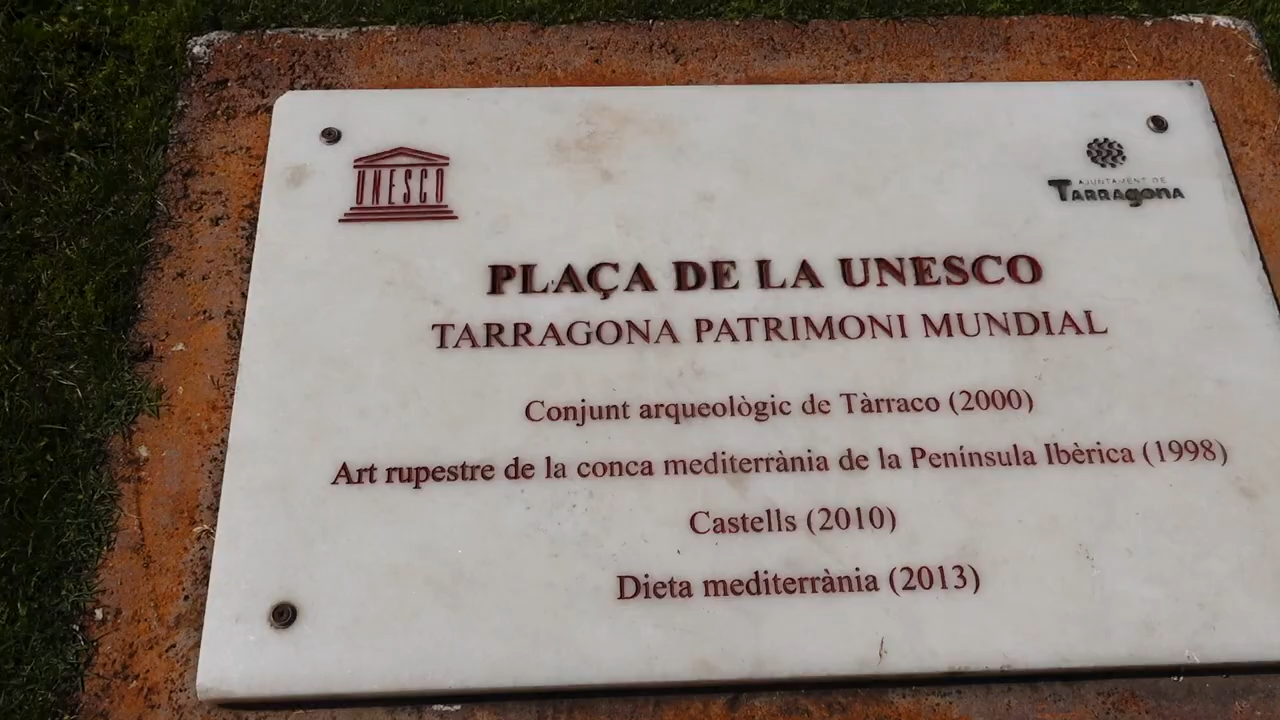 UNESCO
AJUNTAMENT DE
TARRAGONA
PLAÇA DE LA UNESCO
TARRAGONA PATRIMONI MUNDIAL
Conjunt arqueològic de Tàrraco (2000)
Art rupestre de la conca mediterrània de la Península Ibèrica (1998)
Castells (2010)
Dieta mediterrània (2013)